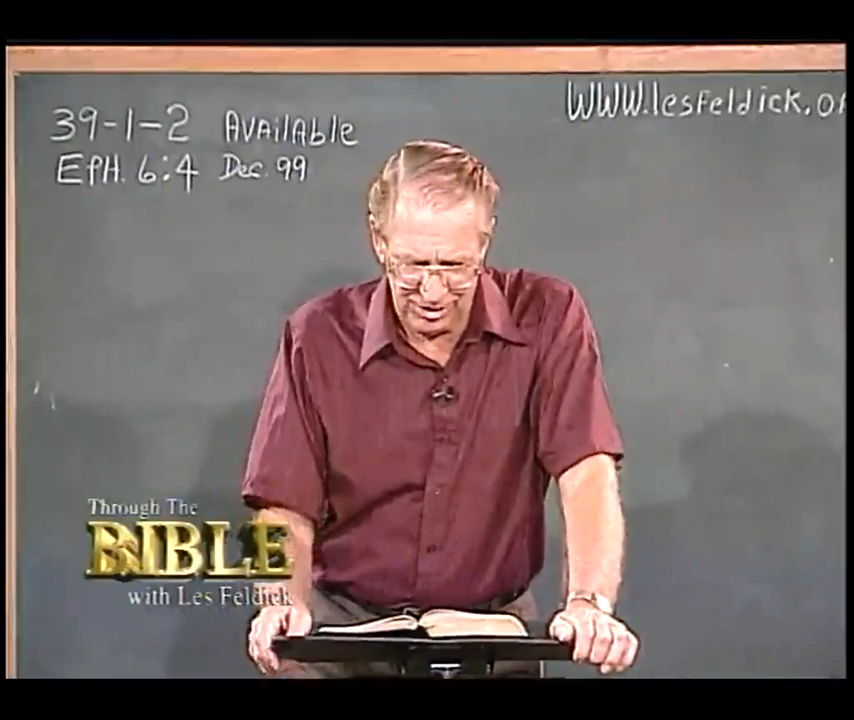 39-1-2 Available
Eph. 6:4 Dec. 99
www.lesfeldick.or
Through The
BIBLE
with Les Feldick